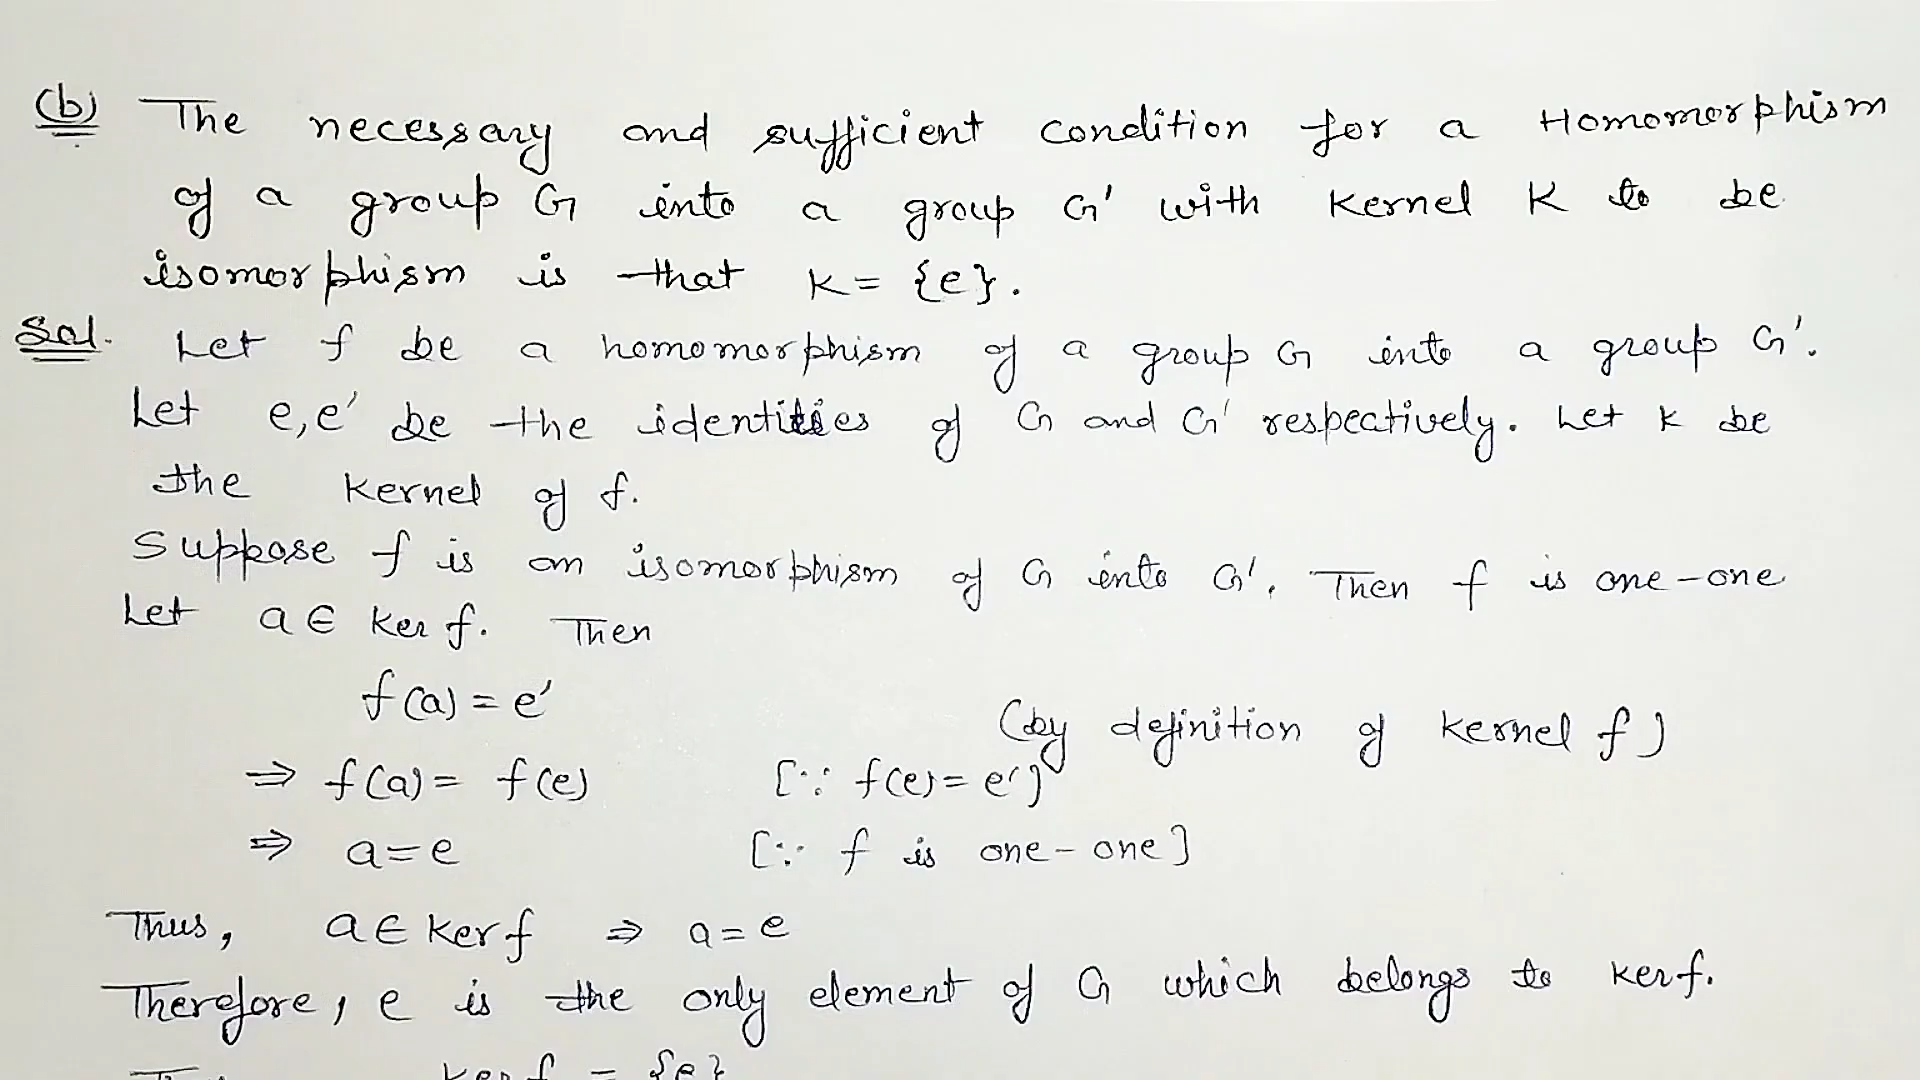 (b) The necessary and sufficient condition for a Homomorphism
of a group G into a group G' with kernel K to be
isomorphism is that K = {e}.
Sol. Let f be a homomorphism of a group G into a group G'.
Let e, e' be the identities of G and G' respectively. Let K be
the kernel of f.
Suppose f is an isomorphism of G into G'. Then f is one-one
Let a ∈ ker f. Then
f(a) = e' (by definition of kernel f)
⇒ f(a) = f(e) [∵ f(e) = e']
⇒ a = e [∵ f is one-one]
Thus, a ∈ ker f ⇒ a = e
Therefore, e is the only element of G which belongs to ker f.
ker f = {e}